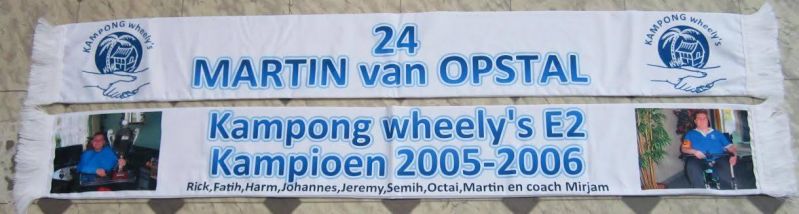 KAMPONG wheely's
24
MARTIN van OPSTAL
KAMPONG wheely's
Kampong wheely's E2
Kampioen 2005-2006
Rick,Fatih,Harm,Johannes,Jeremy,Semih,Octai,Martin en coach Mirjam